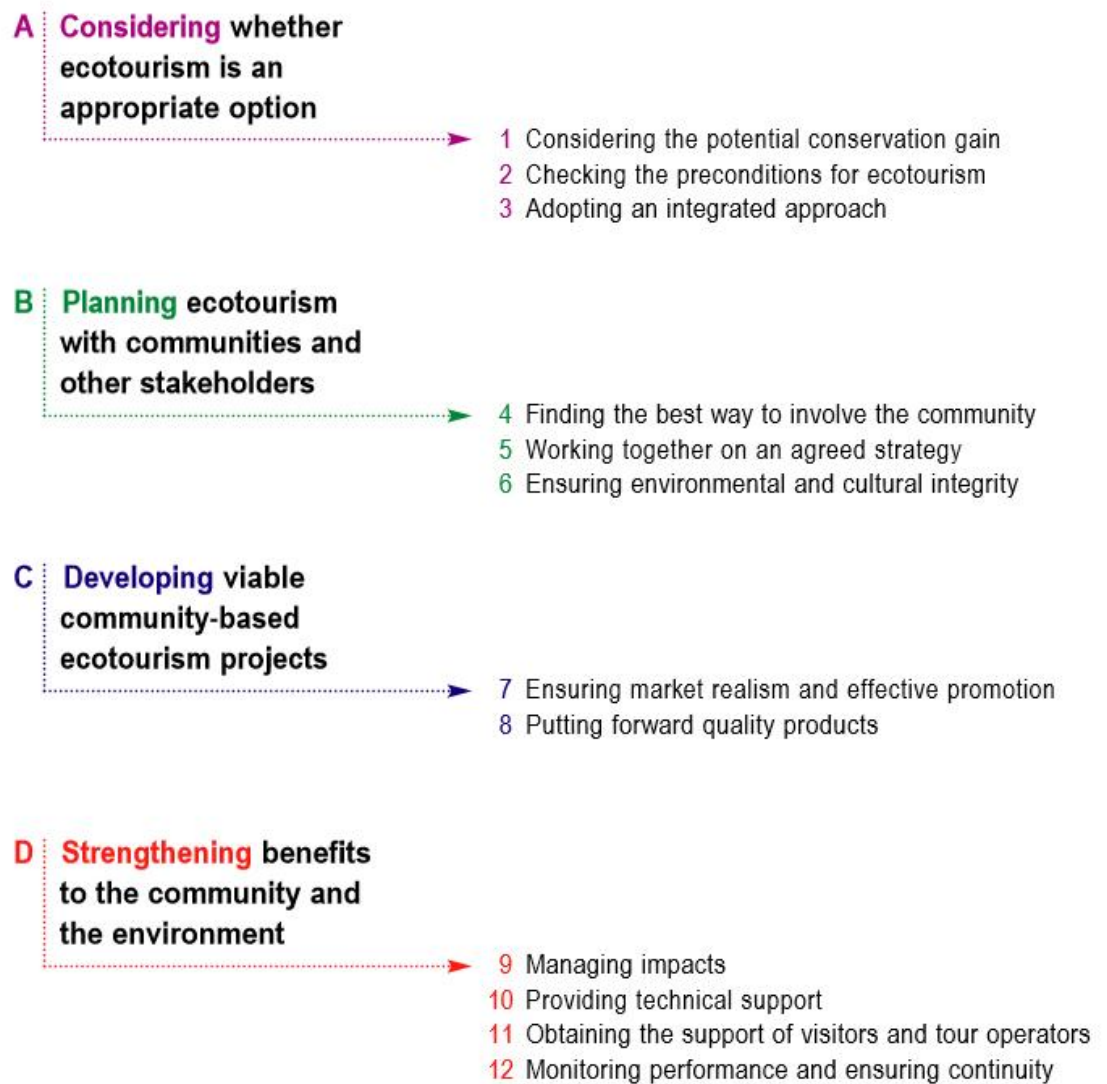 A Considering whether
ecotourism is an
appropriate option
1 Considering the potential conservation gain
2 Checking the preconditions for ecotourism
3 Adopting an integrated approach
B Planning ecotourism
with communities and
other stakeholders
4 Finding the best way to involve the community
5 Working together on an agreed strategy
6 Ensuring environmental and cultural integrity
C Developing viable
community-based
ecotourism projects
7 Ensuring market realism and effective promotion
8 Putting forward quality products
D Strengthening benefits
to the community and
the environment
9 Managing impacts
10 Providing technical support
11 Obtaining the support of visitors and tour operators
12 Monitoring performance and ensuring continuity